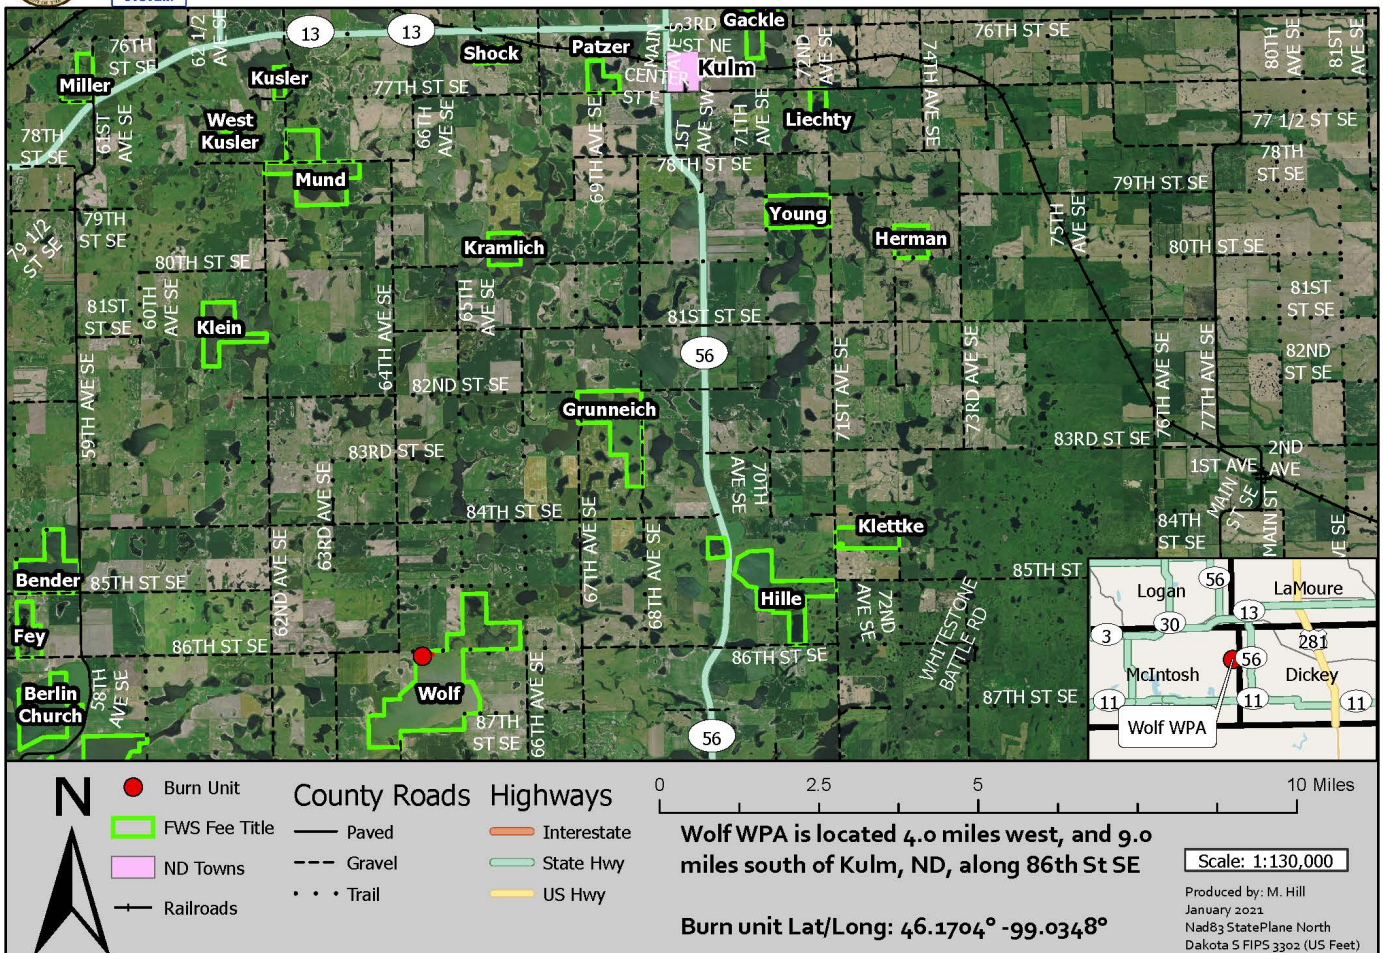 13
13
3RD
ST NE
Gackle
76TH ST SE
76TH
ST SE
62 1/2
AVE SE
MAIN
AVE S
72ND
AVE SE
74TH AVE SE
80TH
AVE SE
81ST
AVE SE
Miller
Kusler
Shock
Patzer
CENTER
ST E
Kulm
77TH ST SE
Liechty
77 1/2 ST SE
78TH
ST SE
61ST
AVE SE
West
Kusler
66TH
AVE SE
69TH AVE SE
1ST
AVE SW
71ST
AVE SE
78TH ST SE
78TH
ST SE
Mund
79TH ST SE
79 1/2
ST SE
79TH
ST SE
Kramlich
Young
Herman
75TH
AVE SE
80TH ST SE
80TH ST SE
60TH
AVE SE
81ST
ST SE
Klein
64TH AVE SE
65TH
AVE SE
81ST ST SE
81ST
ST SE
56
59TH AVE SE
82ND ST SE
71ST AVE SE
73RD AVE SE
76TH AVE SE
77TH AVE SE
82ND
ST SE
Grunneich
83RD ST SE
83RD ST SE
70TH
AVE SE
1ST AVE
2ND
AVE
MAIN
ST SE
MAIN ST
VE SE
62ND AVE SE
63RD AVE SE
84TH ST SE
67TH AVE SE
68TH AVE SE
Klettke
84TH
ST SE
Bender
85TH ST SE
85TH ST
Hille
72ND
AVE SE
WHITESTONE
BATTLE RD
Fey
86TH ST SE
86TH ST SE
58TH
AVE SE
Berlin
Church
Wolf
87TH
ST SE
66TH AVE SE
87TH ST SE
56
Logan
56
LaMoure
13
30
3
281
56
McIntosh
Dickey
11
11
11
Wolf WPA
N
Burn Unit
FWS Fee Title
ND Towns
Railroads
County Roads
Paved
Gravel
Trail
Highways
Interestate
State Hwy
US Hwy
0 2.5 5 10 Miles
Wolf WPA is located 4.0 miles west, and 9.0
miles south of Kulm, ND, along 86th St SE
Burn unit Lat/Long: 46.1704° -99.0348°
Scale: 1:130,000
Produced by: M. Hill
January 2021
Nad83 StatePlane North
Dakota S FIPS 3302 (US Feet)